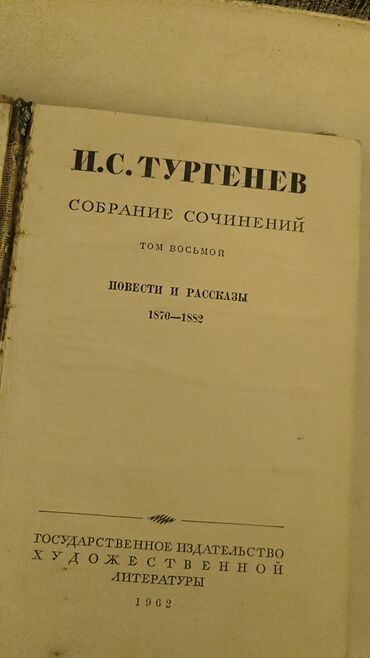 И.С. ТУРГЕНЕВ
СОБРАНИЕ СОЧИНЕНИЙ
ТОМ ВОСЬМОЙ
ПОВЕСТИ И РАССКАЗЫ
1870—1882
ГОСУДАРСТВЕННОЕ ИЗДАТЕЛЬСТВО
ХУДОЖЕСТВЕННОЙ
ЛИТЕРАТУРЫ
1962